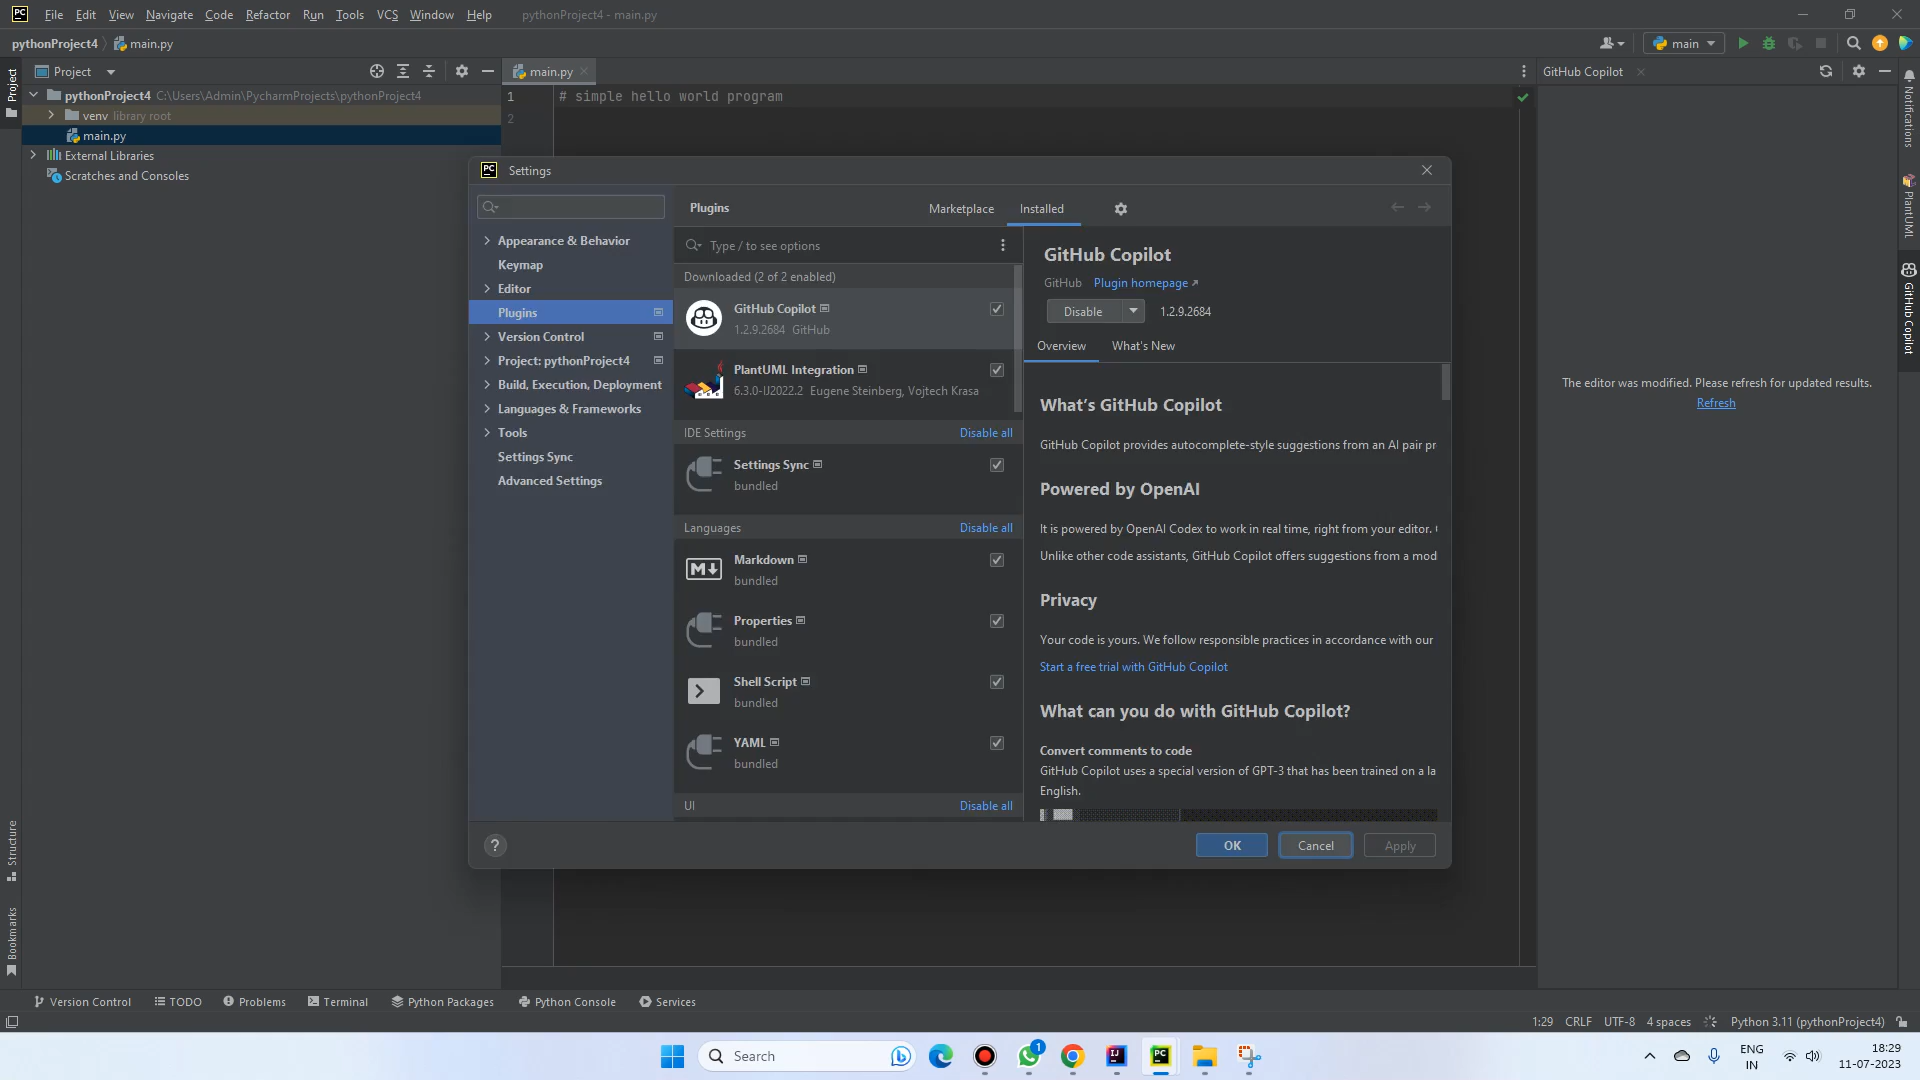 PC File Edit View Navigate Code Refactor Run Tools VCS Window Help pythonProject4 - main.py
pythonProject4 main.py
main
Project
Project
main.py
GitHub Copilot
pythonProject4 C:\Users\Admin\PycharmProjects\pythonProject4
venv library root
main.py
External Libraries
Scratches and Consoles
1 # simple hello world program
2
Notifications
PlantUML
GitHub Copilot
The editor was modified. Please refresh for updated results.
Refresh
PC Settings
Appearance & Behavior
Keymap
Editor
Plugins
Version Control
Project: pythonProject4
Build, Execution, Deployment
Languages & Frameworks
Tools
Settings Sync
Advanced Settings
Plugins Marketplace Installed
Type / to see options
Downloaded (2 of 2 enabled)
GitHub Copilot
1.2.9.2684 GitHub
PlantUML Integration
6.3.0-IJ2022.2 Eugene Steinberg, Vojtech Krasa
IDE Settings Disable all
Settings Sync
bundled
Languages Disable all
Markdown
bundled
Properties
bundled
Shell Script
bundled
YAML
bundled
UI Disable all
GitHub Copilot
GitHub Plugin homepage
Disable 1.2.9.2684
Overview What's New
What's GitHub Copilot
GitHub Copilot provides autocomplete-style suggestions from an AI pair pr
Powered by OpenAI
It is powered by OpenAI Codex to work in real time, right from your editor.
Unlike other code assistants, GitHub Copilot offers suggestions from a mod
Privacy
Your code is yours. We follow responsible practices in accordance with our
Start a free trial with GitHub Copilot
What can you do with GitHub Copilot?
Convert comments to code
GitHub Copilot uses a special version of GPT-3 that has been trained on a la
English.
? OK Cancel Apply
Structure
Bookmarks
Version Control TODO Problems Terminal Python Packages Python Console Services
1:29 CRLF UTF-8 4 spaces Python 3.11 (pythonProject4)
Search
1
IJ
PC
ENG
IN
18:29
11-07-2023